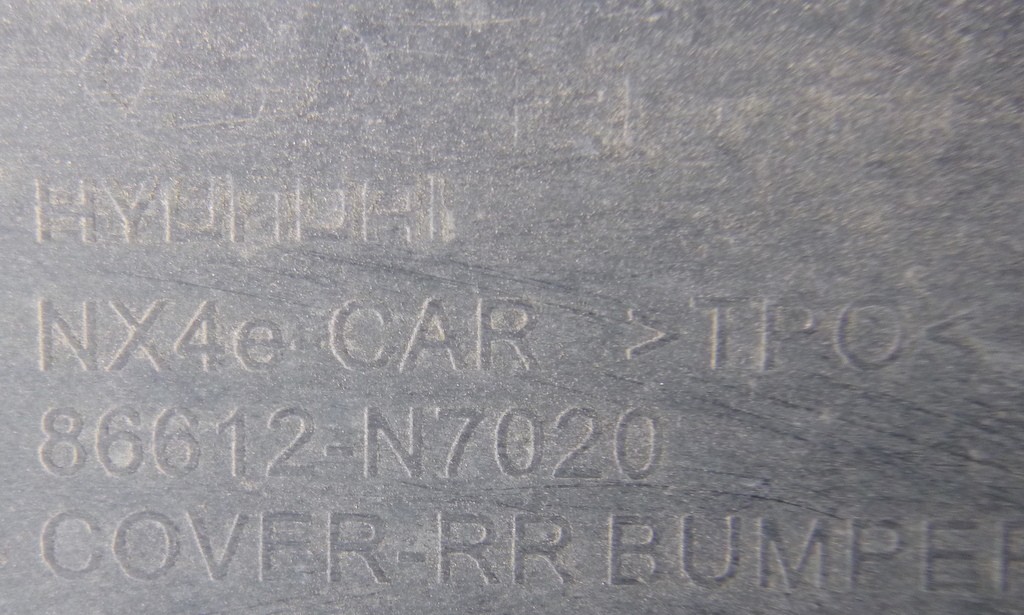 HYUNDAI
NX4e CAR >TPO<
86612-N7020
COVER-RR BUMPER